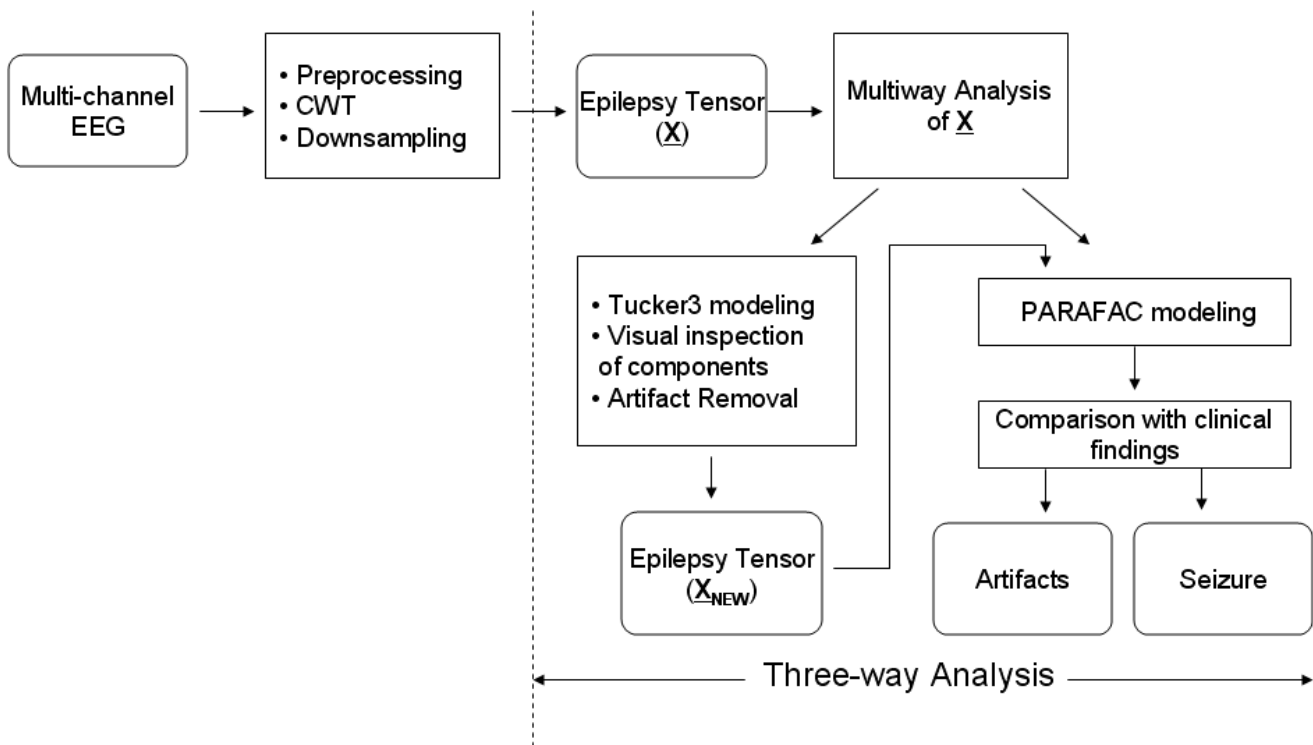 Multi-channel
EEG
• Preprocessing
• CWT
• Downsampling
Epilepsy Tensor
(X)
Multiway Analysis
of X
• Tucker3 modeling
• Visual inspection
of components
• Artifact Removal
Epilepsy Tensor
(XNEW)
PARAFAC modeling
Comparison with clinical
findings
Artifacts
Seizure
Three-way Analysis